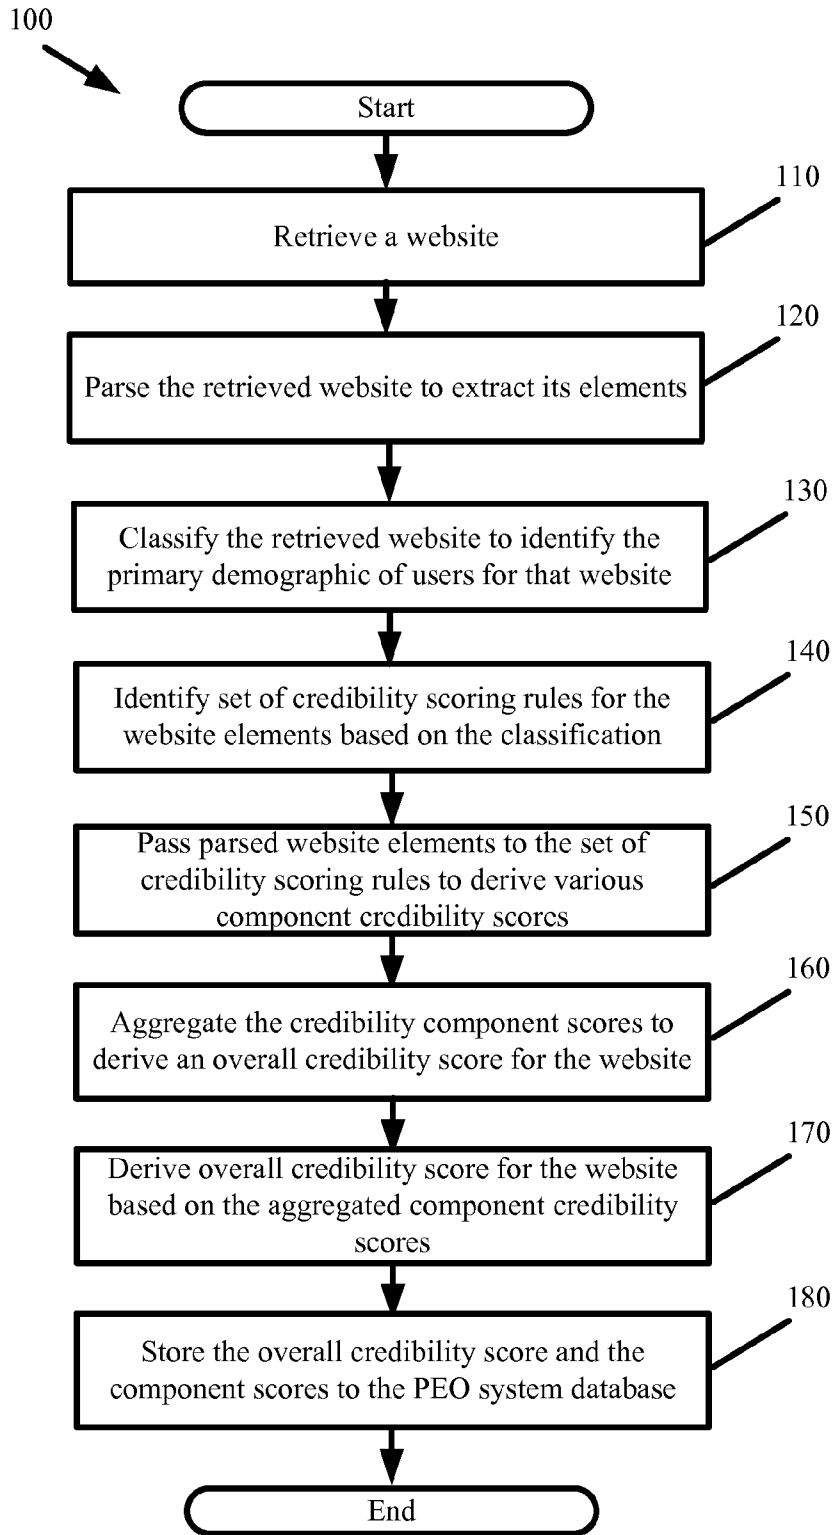 100
Start
110
Retrieve a website
120
Parse the retrieved website to extract its elements
130
Classify the retrieved website to identify the
primary demographic of users for that website
140
Identify set of credibility scoring rules for the
website elements based on the classification
150
Pass parsed website elements to the set of
credibility scoring rules to derive various
component credibility scores
160
Aggregate the credibility component scores to
derive an overall credibility score for the website
170
Derive overall credibility score for the website
based on the aggregated component credibility
scores
180
Store the overall credibility score and the
component scores to the PEO system database
End